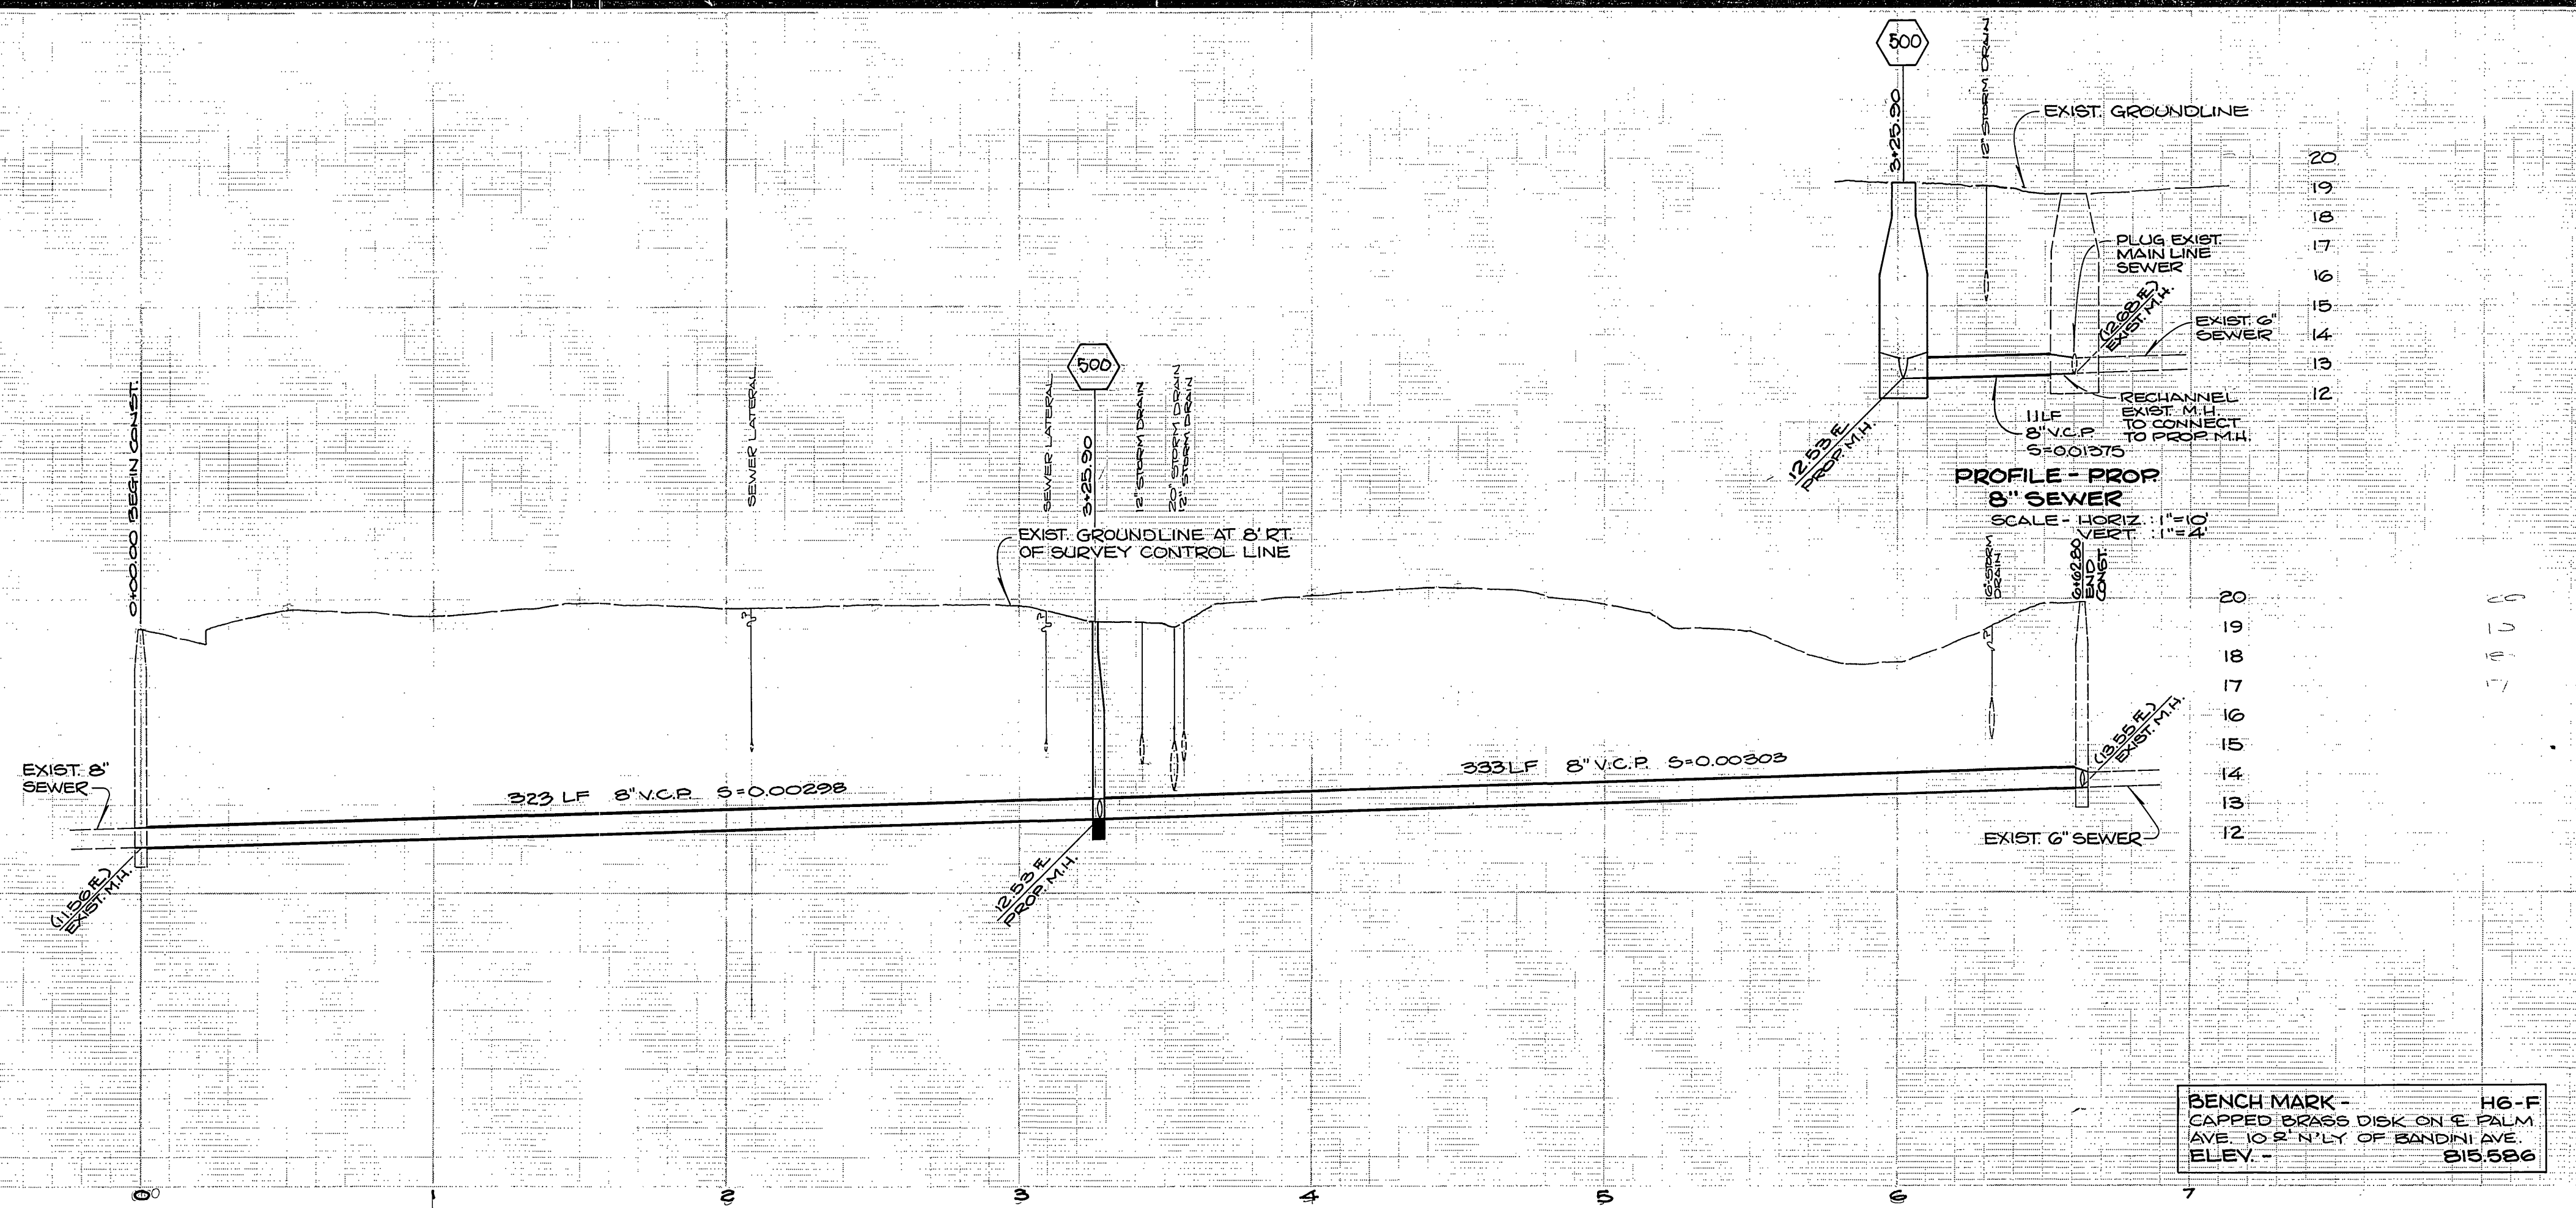 500
3+25.90
12" STORM DRAIN
EXIST. GROUNDLINE
20
19
18
17
16
15
14
13
12
PLUG EXIST.
MAIN LINE
SEWER
(12.68 FL)
EXIST. M.H.
EXIST. 6"
SEWER
RECHANNEL
EXIST. M.H.
TO CONNECT
TO PROP. M.H.
11 LF
8" V.C.P.
S=0.01375
12.53 FL
PROP. M.H.
PROFILE - PROP.
8" SEWER
SCALE - HORIZ. : 1"=10'
VERT. : 1"=4'
0+00.00 BEGIN CONST.
SEWER LATERAL
SEWER LATERAL
500
3+25.90
12" STORM DRAIN
20" STORM DRAIN
12" STORM DRAIN
EXIST. GROUNDLINE AT 8' RT.
OF SURVEY CONTROL LINE
STORM
DRAIN
6+62.80
END
CONST.
20
19
18
17
16
15
14
13
12
EXIST. 8"
SEWER
323 LF 8" V.C.P. S=0.00298
333 LF 8" V.C.P. S=0.00303
(13.55 FL)
EXIST. M.H.
EXIST. 6" SEWER
(11.56 FL)
EXIST. M.H.
12.53 FL
PROP. M.H.
BENCH MARK - H6-F
CAPPED BRASS DISK ON ℄ PALM
AVE. N'LY OF BANDINI AVE.
ELEV. - 815.586
0 1 2 3 4 5 6 7